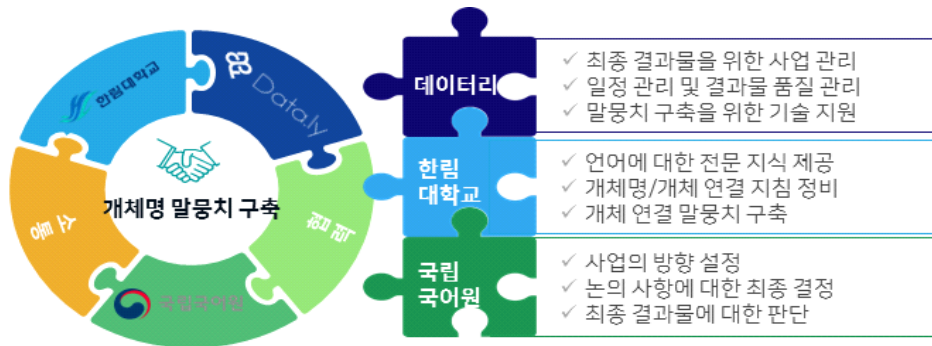 한림대학교
Data.ly
소통
개체명 말뭉치 구축
협력
국립국어원
데이터리
✓ 최종 결과물을 위한 사업 관리
✓ 일정 관리 및 결과물 품질 관리
✓ 말뭉치 구축을 위한 기술 지원
한림
대학교
✓ 언어에 대한 전문 지식 제공
✓ 개체명/개체 연결 지침 정비
✓ 개체 연결 말뭉치 구축
국립
국어원
✓ 사업의 방향 설정
✓ 논의 사항에 대한 최종 결정
✓ 최종 결과물에 대한 판단